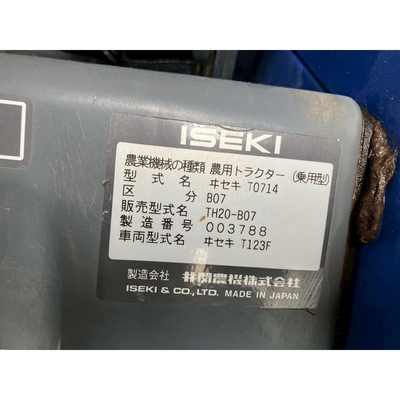 ISEKI
農業機械の種類 農用トラクター (乗用型)
型式名 ヰセキ T0714
区分 B07
販売型式名 TH20-B07
製造番号 003788
車両型式名 ヰセキ T123F
製造会社 井関農機株式会社
ISEKI & CO., LTD. MADE IN JAPAN